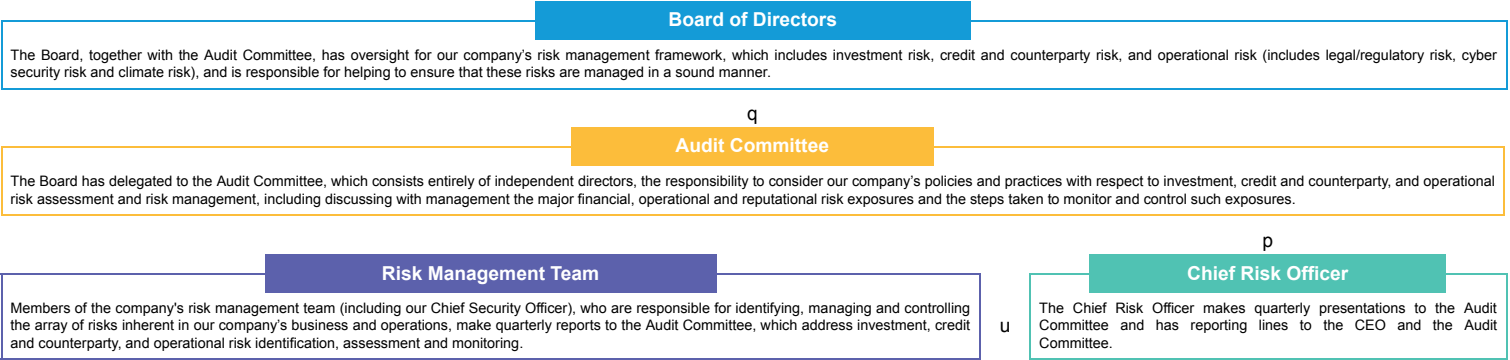 Board of Directors
The Board, together with the Audit Committee, has oversight for our company’s risk management framework, which includes investment risk, credit and counterparty risk, and operational risk (includes legal/regulatory risk, cyber
security risk and climate risk), and is responsible for helping to ensure that these risks are managed in a sound manner.
q
Audit Committee
The Board has delegated to the Audit Committee, which consists entirely of independent directors, the responsibility to consider our company’s policies and practices with respect to investment, credit and counterparty, and operational
risk assessment and risk management, including discussing with management the major financial, operational and reputational risk exposures and the steps taken to monitor and control such exposures.
p
Risk Management Team
Members of the company's risk management team (including our Chief Security Officer), who are responsible for identifying, managing and controlling
the array of risks inherent in our company’s business and operations, make quarterly reports to the Audit Committee, which address investment, credit
and counterparty, and operational risk identification, assessment and monitoring.
u
Chief Risk Officer
The Chief Risk Officer makes quarterly presentations to the Audit
Committee and has reporting lines to the CEO and the Audit
Committee.